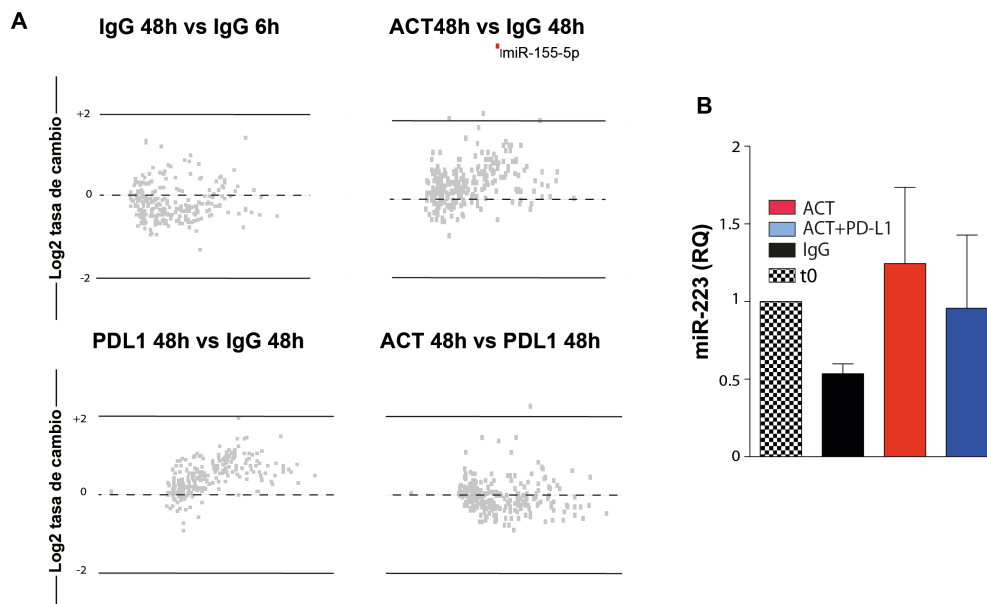 A
IgG 48h vs IgG 6h
ACT48h vs IgG 48h
miR-155-5p
Log2 tasa de cambio
+2
0
-2
PDL1 48h vs IgG 48h
ACT 48h vs PDL1 48h
Log2 tasa de cambio
+2
0
-2
B
miR-223 (RQ)
2
1.5
1
0.5
0
ACT
ACT+PD-L1
IgG
t0